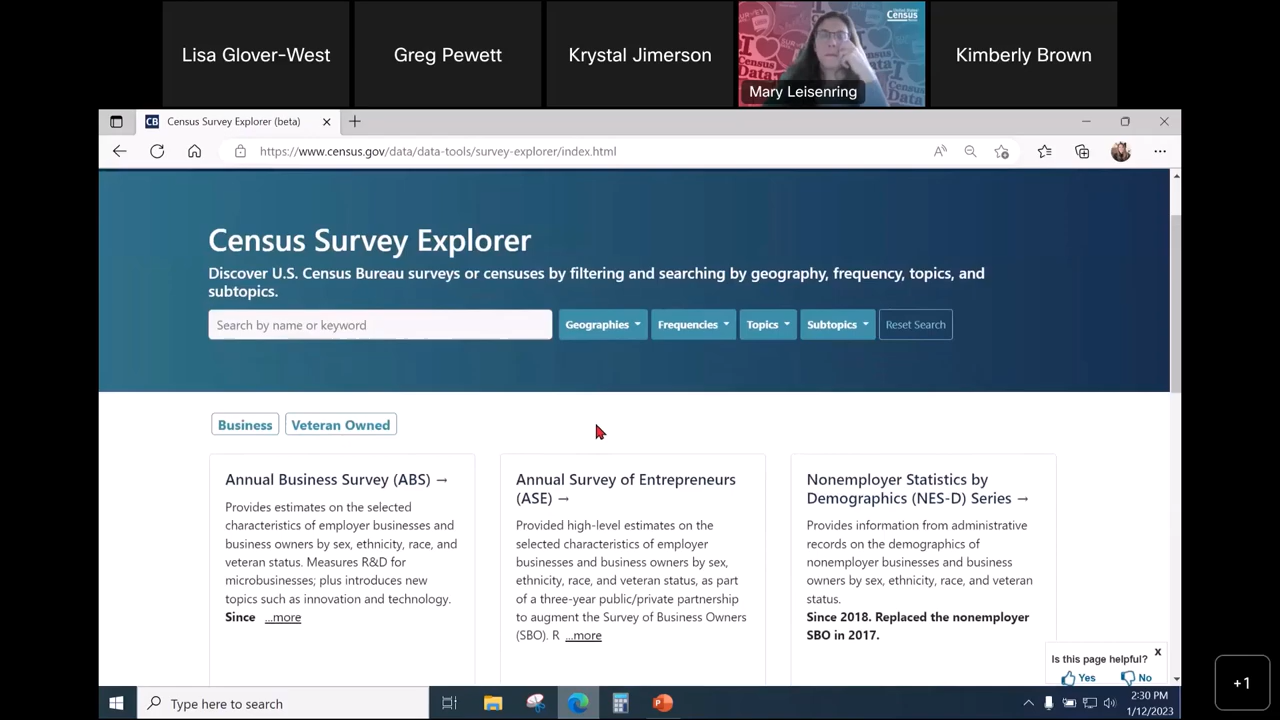 Lisa Glover-West
Greg Pewett
Krystal Jimerson
United States
Census
Mary Leisenring
Kimberly Brown
CB Census Survey Explorer (beta)
https://www.census.gov/data/data-tools/survey-explorer/index.html
Census Survey Explorer
Discover U.S. Census Bureau surveys or censuses by filtering and searching by geography, frequency, topics, and
subtopics.
Search by name or keyword
Geographies
Frequencies
Topics
Subtopics
Reset Search
Business
Veteran Owned
Annual Business Survey (ABS) →
Provides estimates on the selected
characteristics of employer businesses and
business owners by sex, ethnicity, race, and
veteran status. Measures R&D for
microbusinesses; plus introduces new
topics such as innovation and technology.
Since ...more
Annual Survey of Entrepreneurs
(ASE) →
Provided high-level estimates on the
selected characteristics of employer
businesses and business owners by sex,
ethnicity, race, and veteran status, as part
of a three-year public/private partnership
to augment the Survey of Business Owners
(SBO). R ...more
Nonemployer Statistics by
Demographics (NES-D) Series →
Provides information from administrative
records on the demographics of
nonemployer businesses and business
owners by sex, ethnicity, race, and veteran
status.
Since 2018. Replaced the nonemployer
SBO in 2017.
Is this page helpful? X
Yes
No
Type here to search
2:30 PM
1/12/2023
+1